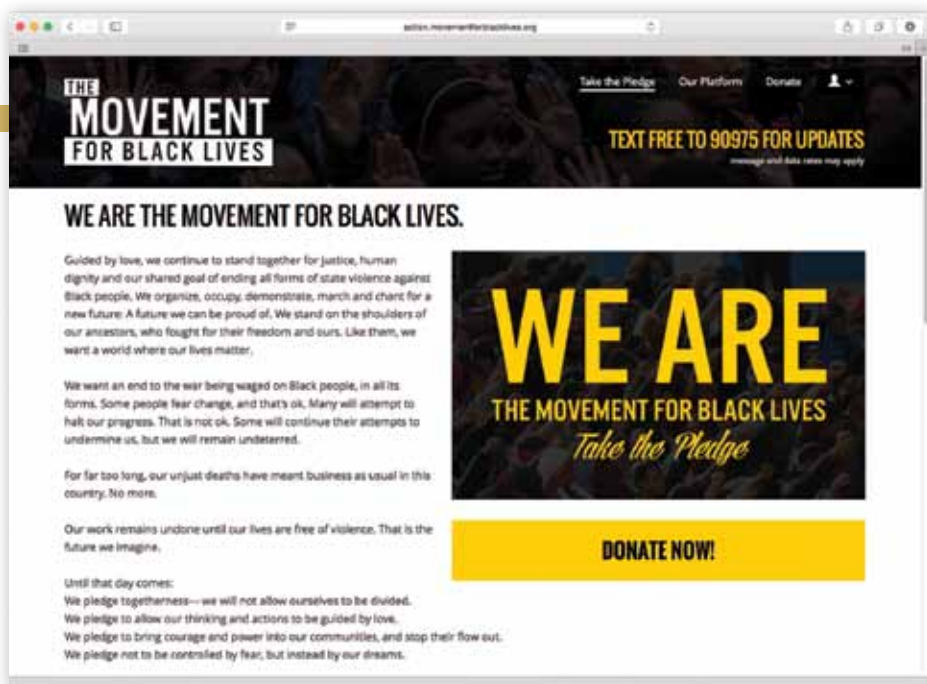 action.movementforblacklives.org
THE
MOVEMENT
FOR BLACK LIVES
Take the Pledge Our Platform Donate
TEXT FREE TO 90975 FOR UPDATES
message and data rates may apply
WE ARE THE MOVEMENT FOR BLACK LIVES.
Guided by love, we continue to stand together for justice, human
dignity and our shared goal of ending all forms of state violence against
Black people. We organize, occupy, demonstrate, march and chant for a
new future: A future we can be proud of. We stand on the shoulders of
our ancestors, who fought for their freedom and ours. Like them, we
want a world where our lives matter.
We want an end to the war being waged on Black people, in all its
forms. Some people fear change, and that's ok. Many will attempt to
halt our progress. That is not ok. Some will continue their attempts to
undermine us, but we will remain undeterred.
For far too long, our unjust deaths have meant business as usual in this
country. No more.
Our work remains undone until our lives are free of violence. That is the
future we imagine.
Until that day comes:
We pledge togetherness—we will not allow ourselves to be divided.
We pledge to allow our thinking and actions to be guided by love.
We pledge to bring courage and power into our communities, and stop their flow out.
We pledge not to be controlled by fear, but instead by our dreams.
WE ARE
THE MOVEMENT FOR BLACK LIVES
Take the Pledge
DONATE NOW!